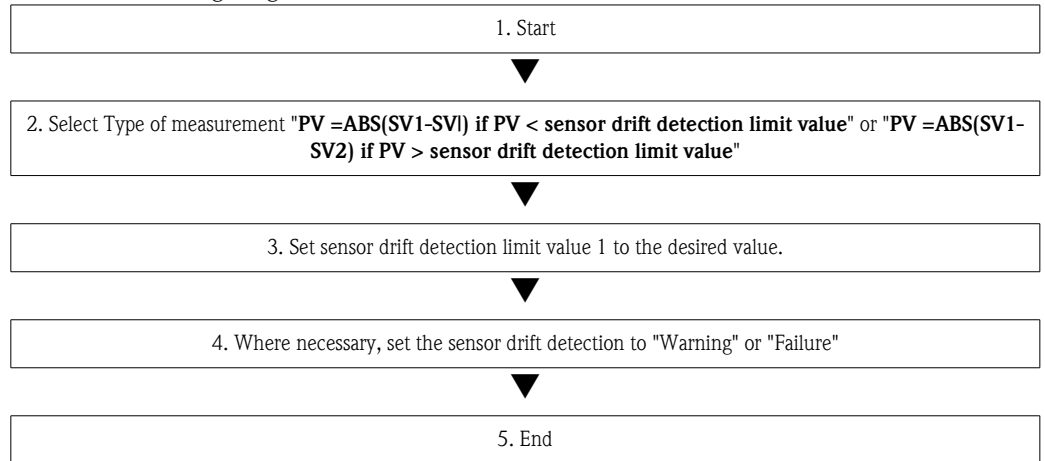 1. Start
2. Select Type of measurement "PV =ABS(SV1-SVI) if PV < sensor drift detection limit value" or "PV =ABS(SV1-
SV2) if PV > sensor drift detection limit value"
3. Set sensor drift detection limit value 1 to the desired value.
4. Where necessary, set the sensor drift detection to "Warning" or "Failure"
5. End